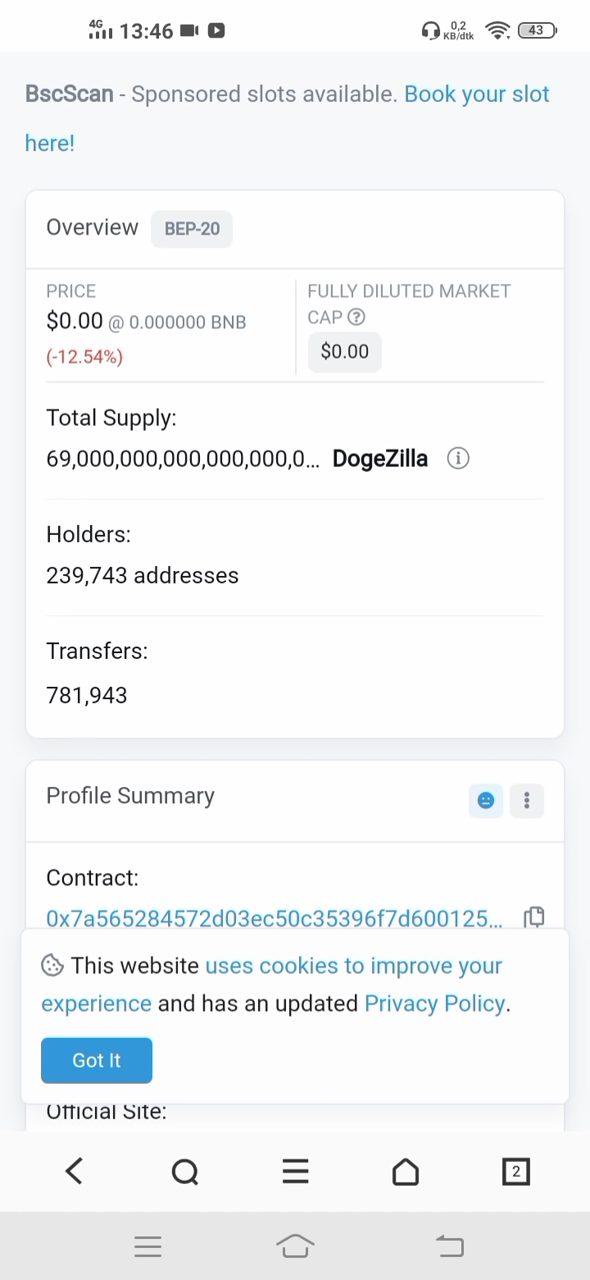 4G 13:46 0,2 KB/dtk 43
BscScan - Sponsored slots available. Book your slot
here!
Overview BEP-20
PRICE
$0.00 @ 0.000000 BNB
(-12.54%)
FULLY DILUTED MARKET
CAP
$0.00
Total Supply:
69,000,000,000,000,000,0... DogeZilla
Holders:
239,743 addresses
Transfers:
781,943
Profile Summary
Contract:
0x7a565284572d03ec50c35396f7d600125...
This website uses cookies to improve your
experience and has an updated Privacy Policy.
Got It
Official Site:
2